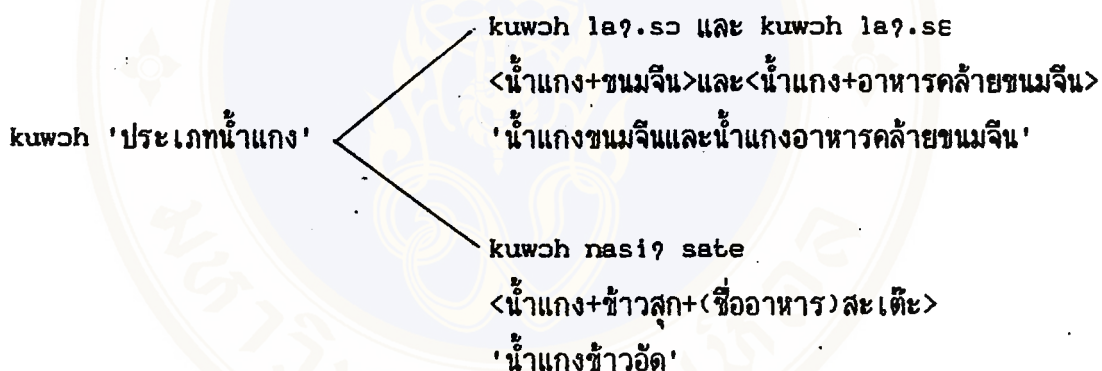 kuwɔh laʔ.sɔ และ kuwɔh laʔ.sɛ
<น้ำแกง+ขนมจีน>และ<น้ำแกง+อาหารคล้ายขนมจีน>
kuwɔh 'ประเภทน้ำแกง'
'น้ำแกงขนมจีนและน้ำแกงอาหารคล้ายขนมจีน'
kuwɔh nasiʔ sate
<น้ำแกง+ข้าวสุก+(ชื่ออาหาร)สะเต๊ะ>
'น้ำแกงข้าวอัด'